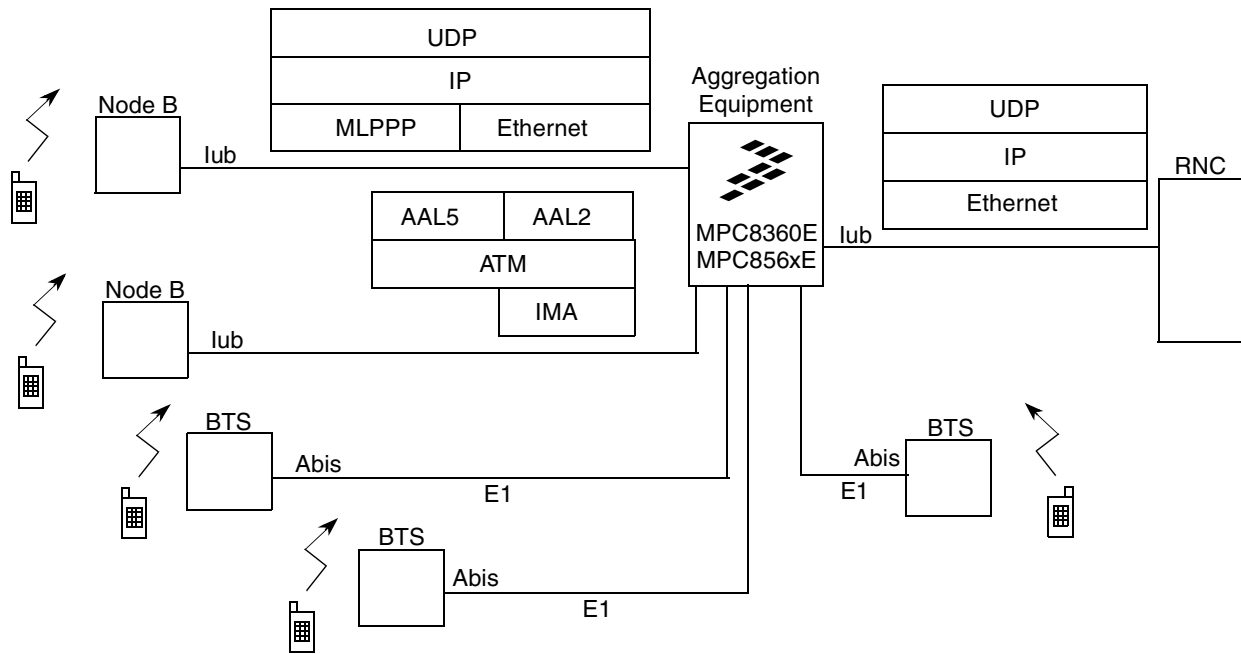 UDP
IP
MLPPP
Ethernet
Node B
Iub
Aggregation
Equipment
MPC8360E
MPC856xE
UDP
IP
Ethernet
RNC
Iub
AAL5
AAL2
ATM
IMA
Node B
Iub
BTS
Abis
E1
BTS
Abis
E1
BTS
Abis
E1